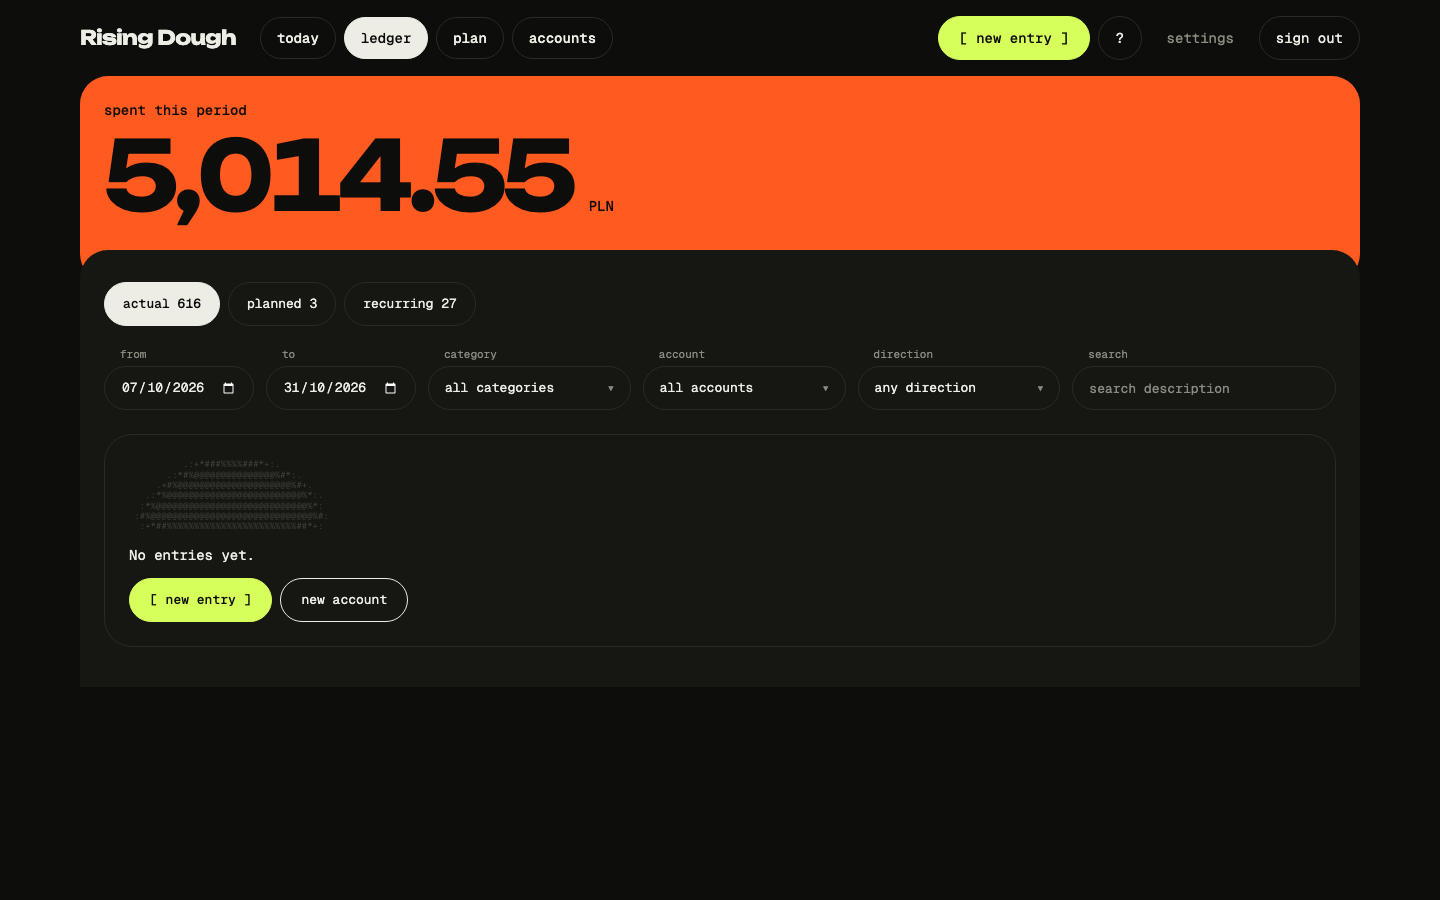 Rising Dough today ledger plan accounts [ new entry ] ? settings sign out
spent this period
5,014.55 PLN
actual 616 planned 3 recurring 27
from to category account direction search
07/10/2026 31/10/2026 all categories ▾ all accounts ▾ any direction ▾ search description
No entries yet.
[ new entry ] new account